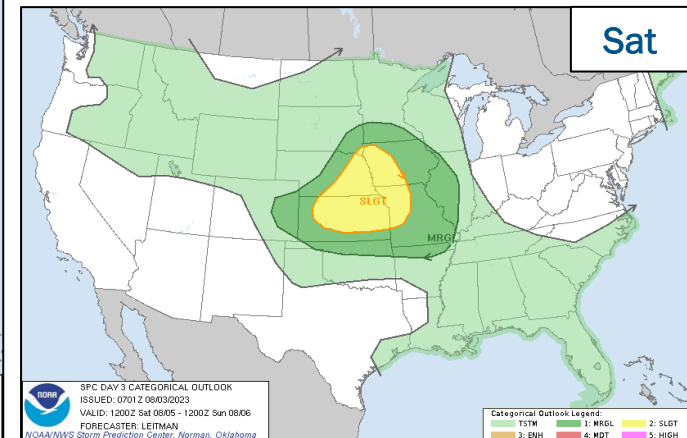 Sat
SLGT
MRGL
NOAA
SPC DAY 3 CATEGORICAL OUTLOOK
ISSUED: 0701Z 08/03/2023
VALID: 1200Z Sat 08/05 - 1200Z Sun 08/06
FORECASTER: LEITMAN
NOAA/NWS Storm Prediction Center, Norman, Oklahoma
Categorical Outlook Legend:
TSTM 1: MRGL 2: SLGT
3: ENH 4: MDT 5: HIGH